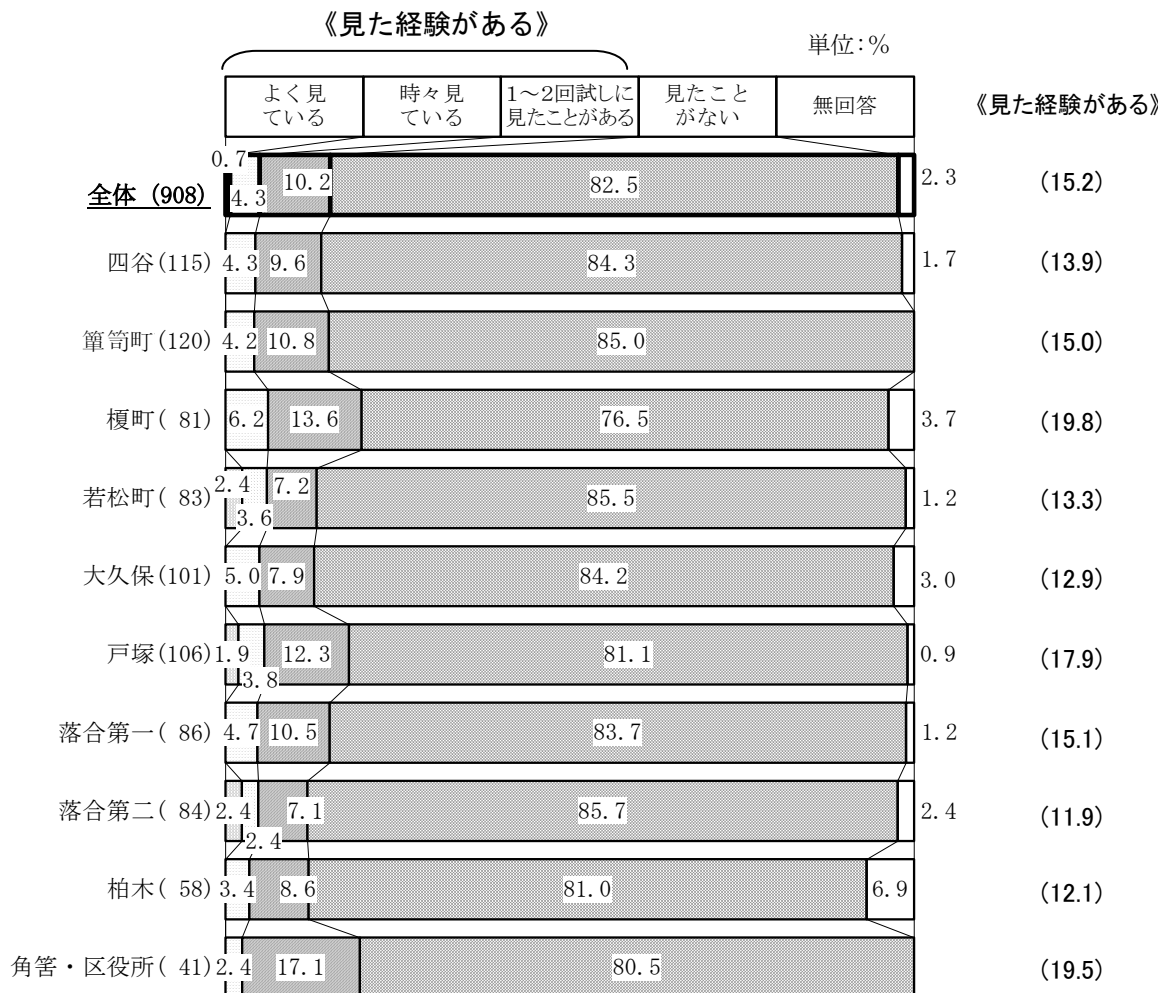 《見た経験がある》
単位：％
よく見
ている
時々見
ている
１～２回試しに
見たことがある
見たこと
がない
無回答
《見た経験がある》
全体 (908)
0.7
4.3
10.2
82.5
2.3
(15.2)
四谷(115)
4.3
9.6
84.3
1.7
(13.9)
簞笥町(120)
4.2
10.8
85.0
(15.0)
榎町( 81)
6.2
13.6
76.5
3.7
(19.8)
若松町( 83)
2.4
3.6
7.2
85.5
1.2
(13.3)
大久保(101)
5.0
7.9
84.2
3.0
(12.9)
戸塚(106)
1.9
3.8
12.3
81.1
0.9
(17.9)
落合第一( 86)
4.7
10.5
83.7
1.2
(15.1)
落合第二( 84)
2.4
2.4
7.1
85.7
2.4
(11.9)
柏木( 58)
3.4
8.6
81.0
6.9
(12.1)
角筈・区役所( 41)
2.4
17.1
80.5
(19.5)